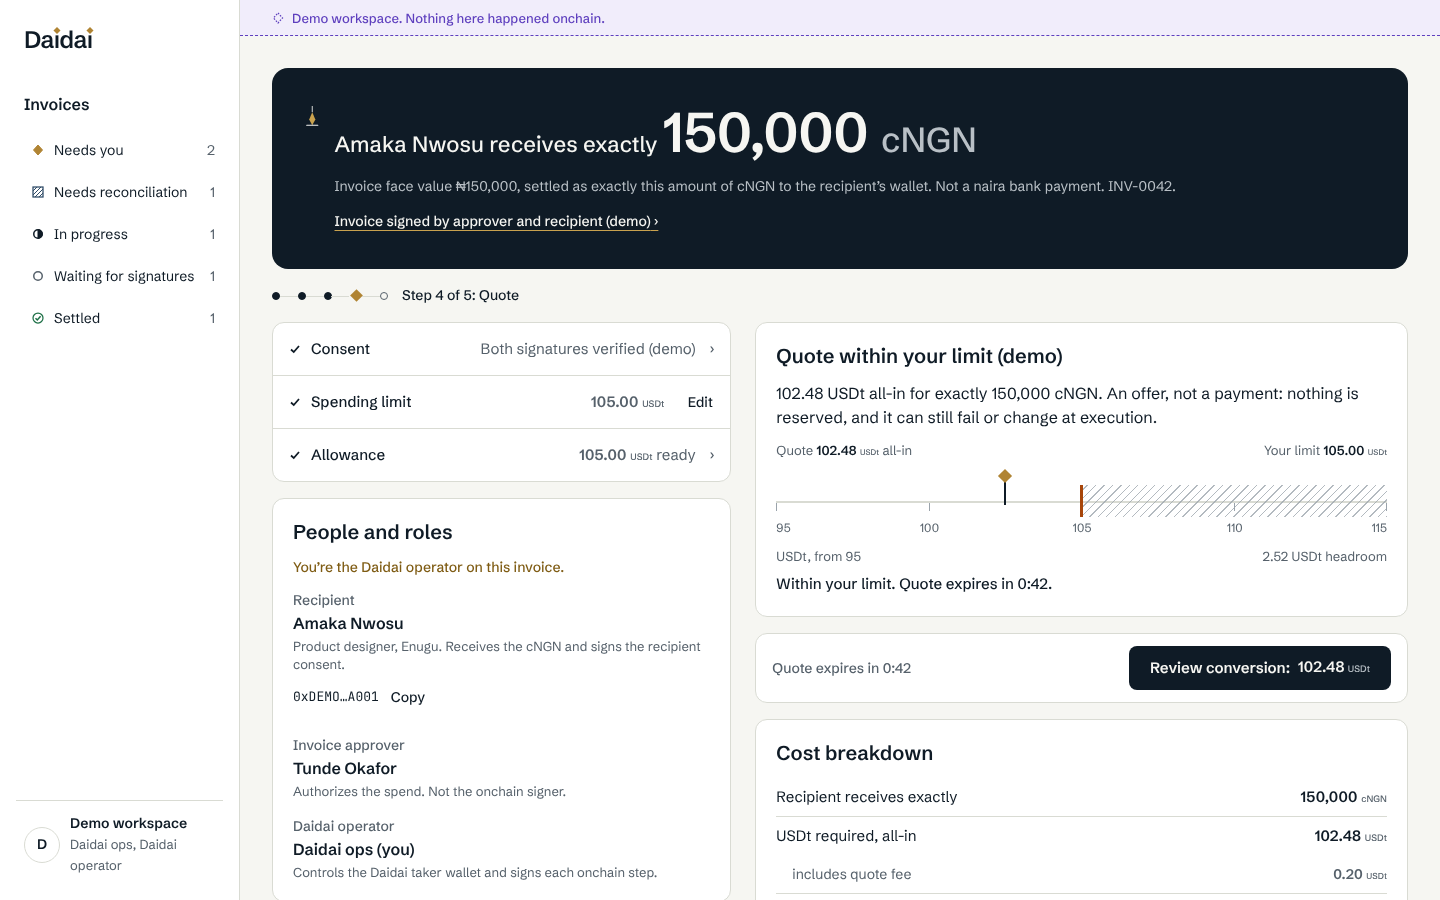 Daidai
Demo workspace. Nothing here happened onchain.
Invoices
Needs you 2
Needs reconciliation 1
In progress 1
Waiting for signatures 1
Settled 1
Amaka Nwosu receives exactly 150,000 cNGN
Invoice face value ₦150,000, settled as exactly this amount of cNGN to the recipient’s wallet. Not a naira bank payment. INV-0042.
Invoice signed by approver and recipient (demo) ›
Step 4 of 5: Quote
Consent Both signatures verified (demo) ›
Spending limit 105.00 USDt Edit
Allowance 105.00 USDt ready ›
People and roles
You’re the Daidai operator on this invoice.
Recipient
Amaka Nwosu
Product designer, Enugu. Receives the cNGN and signs the recipient
consent.
0xDEMO…A001 Copy
Invoice approver
Tunde Okafor
Authorizes the spend. Not the onchain signer.
Daidai operator
Daidai ops (you)
Controls the Daidai taker wallet and signs each onchain step.
Quote within your limit (demo)
102.48 USDt all-in for exactly 150,000 cNGN. An offer, not a payment: nothing is
reserved, and it can still fail or change at execution.
Quote 102.48 USDt all-in Your limit 105.00 USDt
95 100 105 110 115
USDt, from 95 2.52 USDt headroom
Within your limit. Quote expires in 0:42.
Quote expires in 0:42 Review conversion: 102.48 USDt
Cost breakdown
Recipient receives exactly 150,000 cNGN
USDt required, all-in 102.48 USDt
includes quote fee 0.20 USDt
D
Demo workspace
Daidai ops, Daidai
operator